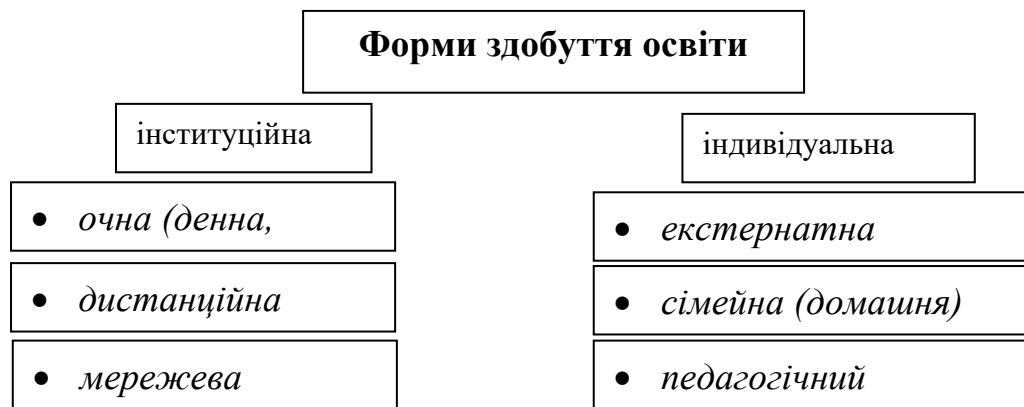 Форми здобуття освіти
інституційна
• очна (денна,
• дистанційна
• мережева
індивідуальна
• екстернатна
• сімейна (домашня)
• педагогічний